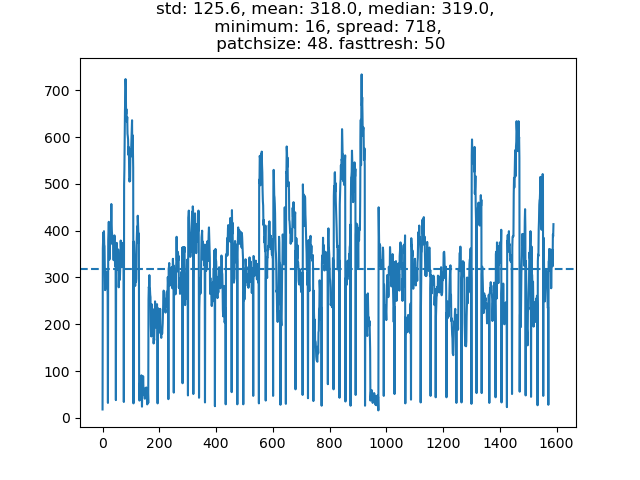 std: 125.6, mean: 318.0, median: 319.0,
minimum: 16, spread: 718,
patchsize: 48. fasttresh: 50
700
600
500
400
300
200
100
0
0 200 400 600 800 1000 1200 1400 1600